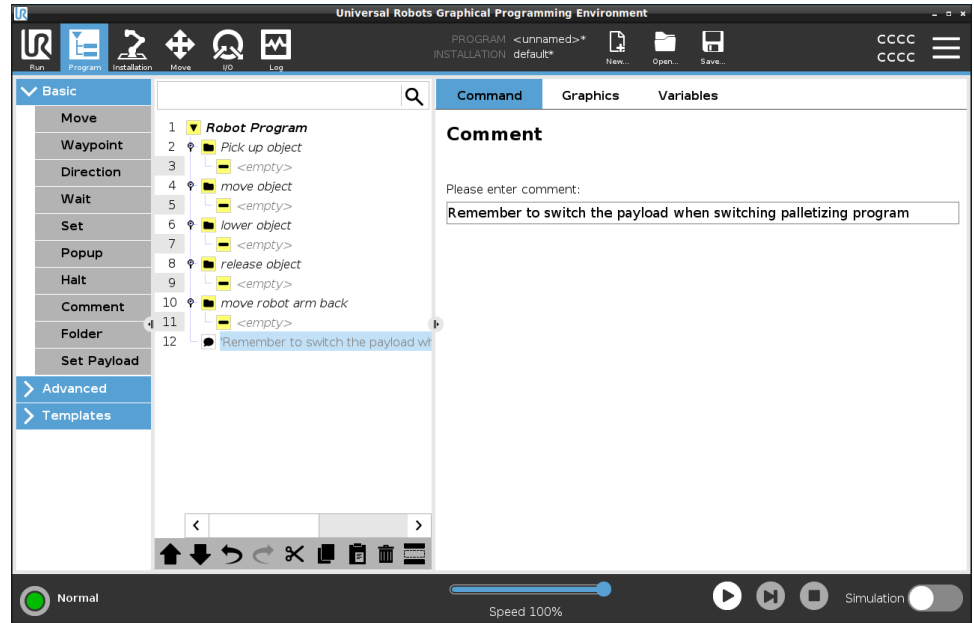 Universal Robots Graphical Programming Environment
UR
Run
Program
Installation
Move
I/O
Log
PROGRAM <unnamed>*
INSTALLATION default*
New...
Open...
Save...
CCCC
CCCC
Basic
Move
Waypoint
Direction
Wait
Set
Popup
Halt
Comment
Folder
Set Payload
Advanced
Templates
1 Robot Program
2 Pick up object
3 <empty>
4 move object
5 <empty>
6 lower object
7 <empty>
8 release object
9 <empty>
10 move robot arm back
11 <empty>
12 'Remember to switch the payload wh
Command Graphics Variables
Comment
Please enter comment:
Remember to switch the payload when switching palletizing program
Normal
Speed 100%
Simulation